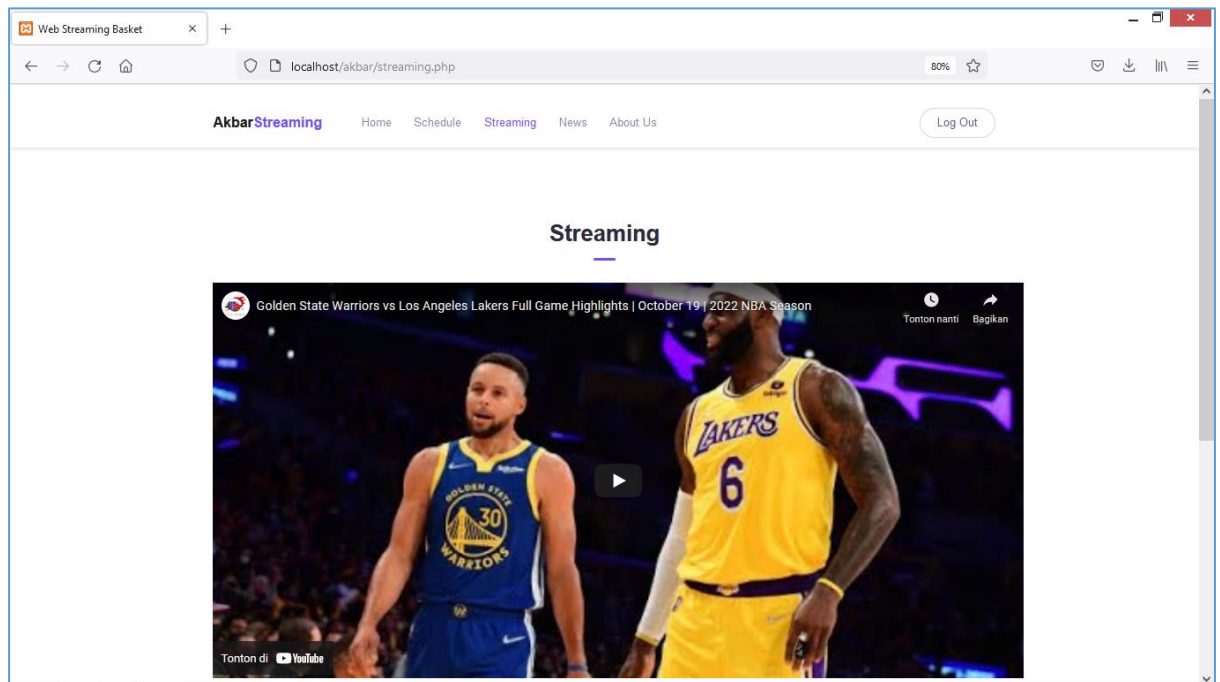 Web Streaming Basket
localhost/akbar/streaming.php
80%
AkbarStreaming Home Schedule Streaming News About Us Log Out
Streaming
Golden State Warriors vs Los Angeles Lakers Full Game Highlights | October 19 | 2022 NBA Season
Tonton nanti Bagikan
LAKERS
6
GOLDEN STATE
30
WARRIORS
Tonton di YouTube